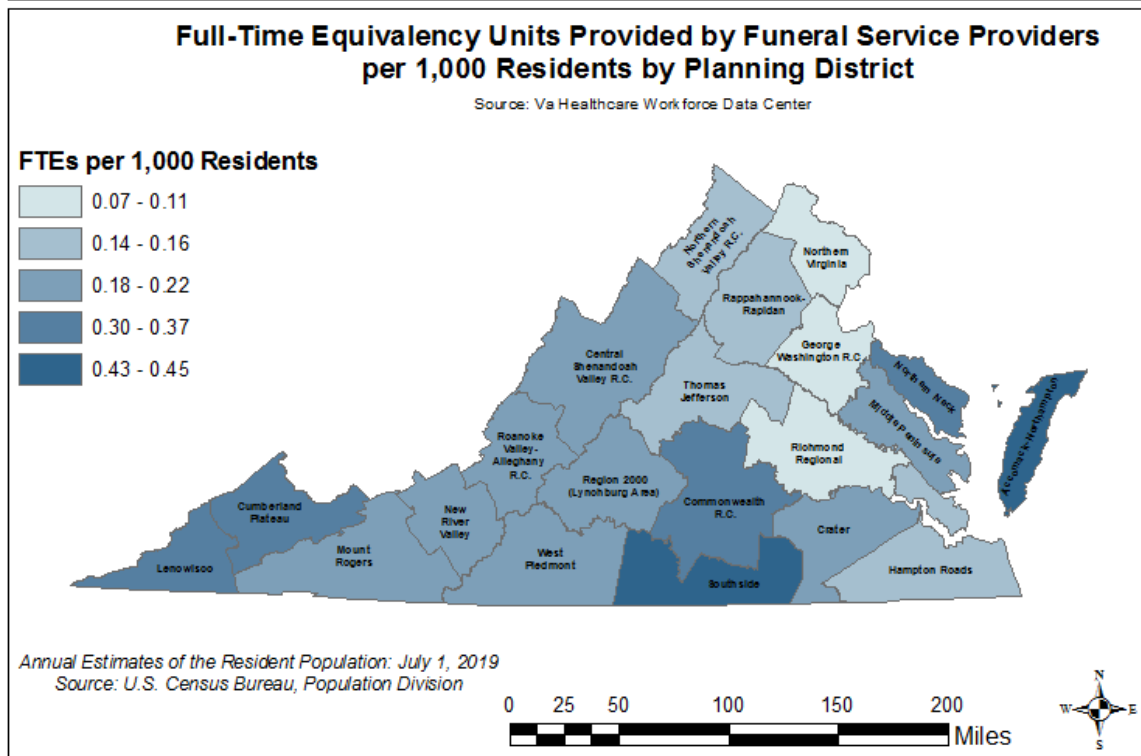 Full-Time Equivalency Units Provided by Funeral Service Providers
per 1,000 Residents by Planning District
Source: Va Healthcare Workforce Data Center
FTEs per 1,000 Residents
0.07 - 0.11
0.14 - 0.16
0.18 - 0.22
0.30 - 0.37
0.43 - 0.45
Northern
Shenandoah
Valley R.C.
Northern
Virginia
Rappahannock-
Rapidan
George
Washington R.C.
Northern Neck
Central
Shenandoah
Valley R.C.
Thomas
Jefferson
Middle Peninsula
Accomack-Northampton
Roanoke
Valley-
Alleghany
R.C.
Richmond
Regional
Region 2000
(Lynchburg Area)
Commonwealth
R.C.
Cumberland
Plateau
New
River
Valley
Crater
Mount
Rogers
West
Piedmont
Lenowisco
Southside
Hampton Roads
Annual Estimates of the Resident Population: July 1, 2019
Source: U.S. Census Bureau, Population Division
0 25 50 100 150 200
Miles
N
W E
S